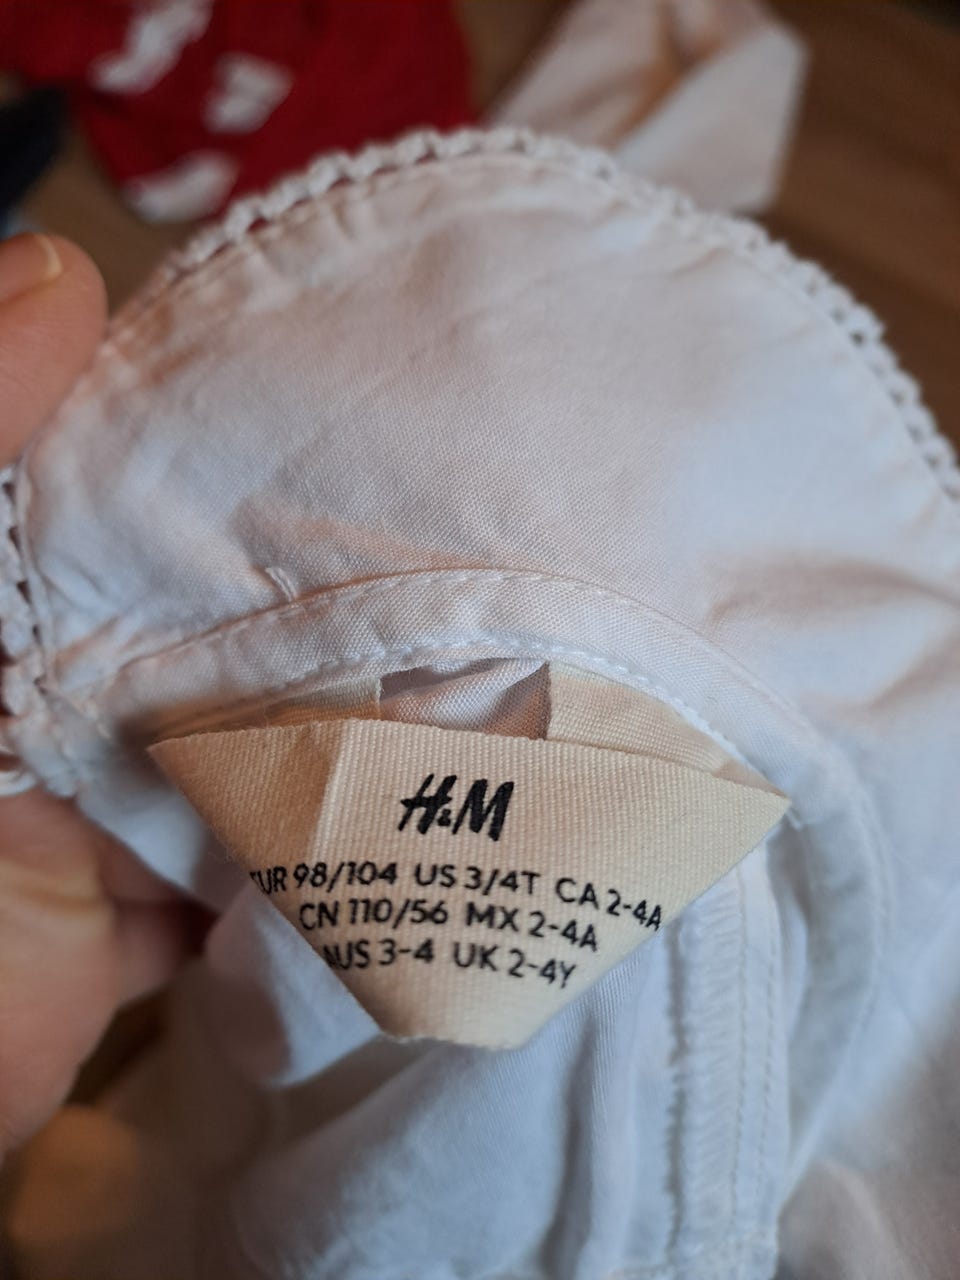 H&M
EUR 98/104 US 3/4T CA 2-4A
CN 110/56 MX 2-4A
AUS 3-4 UK 2-4Y